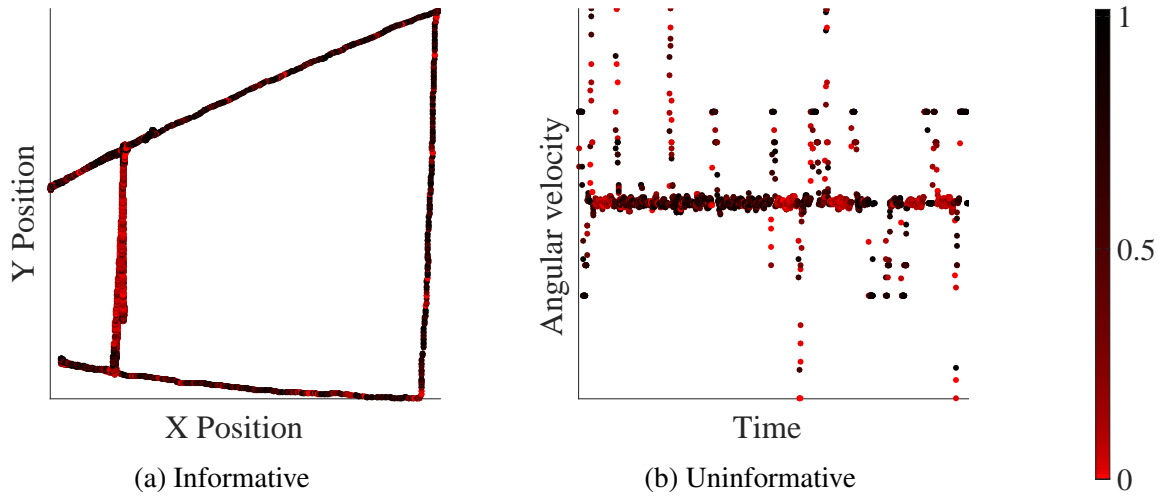 Y Position
X Position
(a) Informative
Angular velocity
Time
(b) Uninformative
1
0.5
0